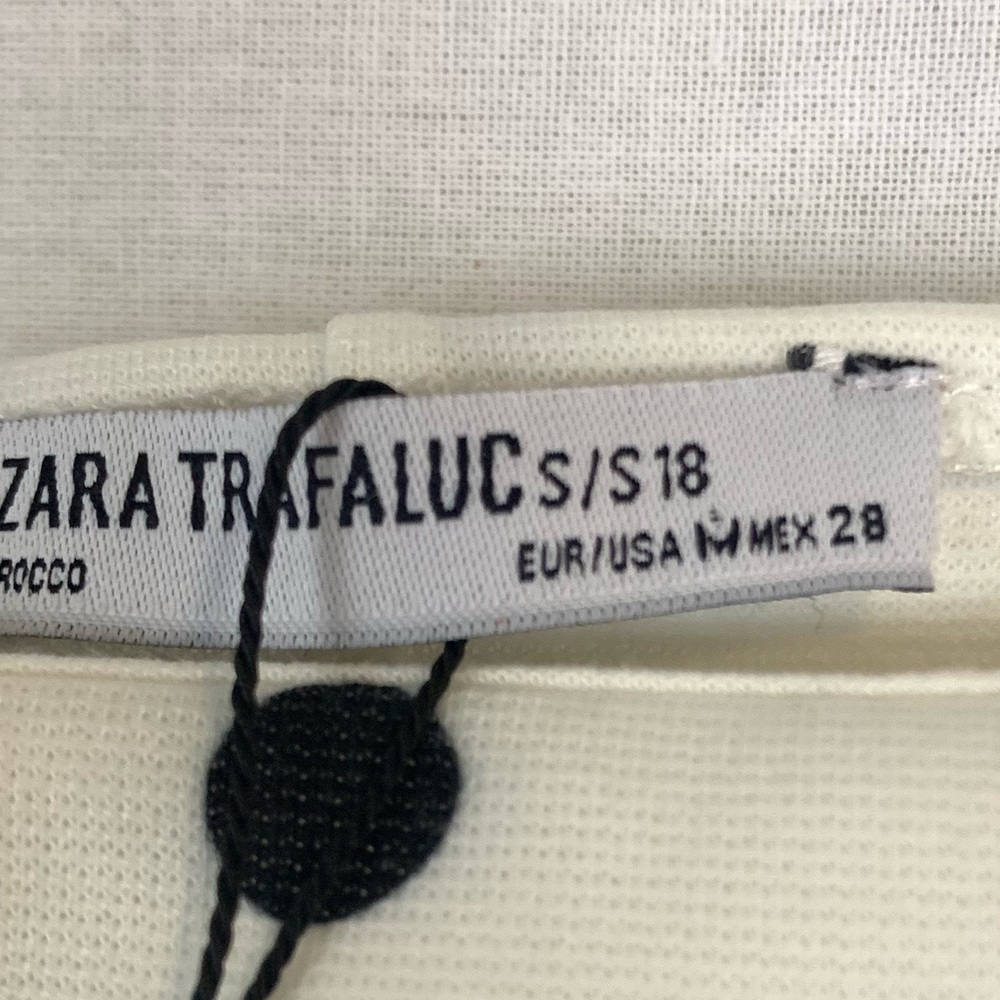 ZARA TRAFALUC S/S 18
ROCCO EUR/USA M MEX 28